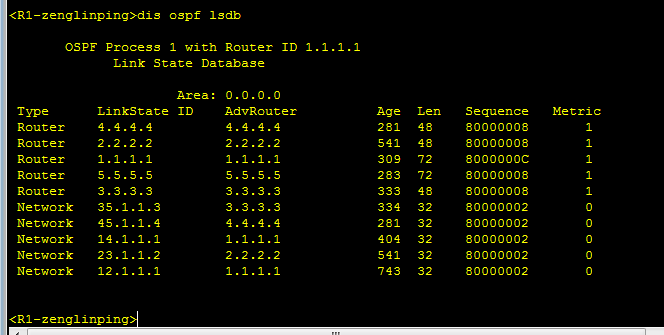 <R1-zenglinping>dis ospf lsdb
OSPF Process 1 with Router ID 1.1.1.1
Link State Database
Area: 0.0.0.0
Type LinkState ID AdvRouter Age Len Sequence Metric
Router 4.4.4.4 4.4.4.4 281 48 80000008 1
Router 2.2.2.2 2.2.2.2 541 48 80000008 1
Router 1.1.1.1 1.1.1.1 309 72 8000000C 1
Router 5.5.5.5 5.5.5.5 283 72 80000008 1
Router 3.3.3.3 3.3.3.3 333 48 80000008 1
Network 35.1.1.3 3.3.3.3 334 32 80000002 0
Network 45.1.1.4 4.4.4.4 281 32 80000002 0
Network 14.1.1.1 1.1.1.1 404 32 80000002 0
Network 23.1.1.2 2.2.2.2 541 32 80000002 0
Network 12.1.1.1 1.1.1.1 743 32 80000002 0
<R1-zenglinping>